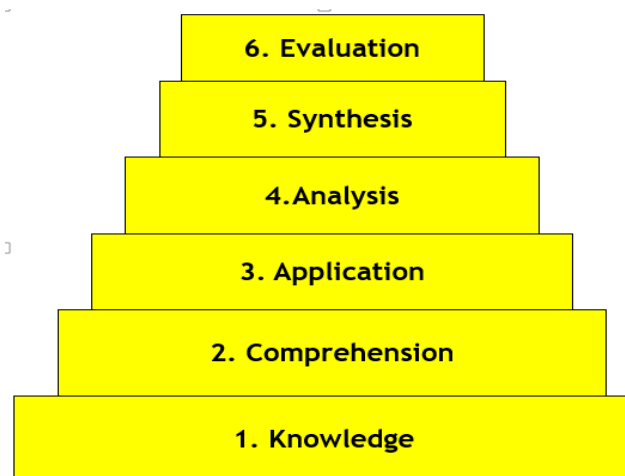 6. Evaluation
5. Synthesis
4.Analysis
3. Application
2. Comprehension
1. Knowledge